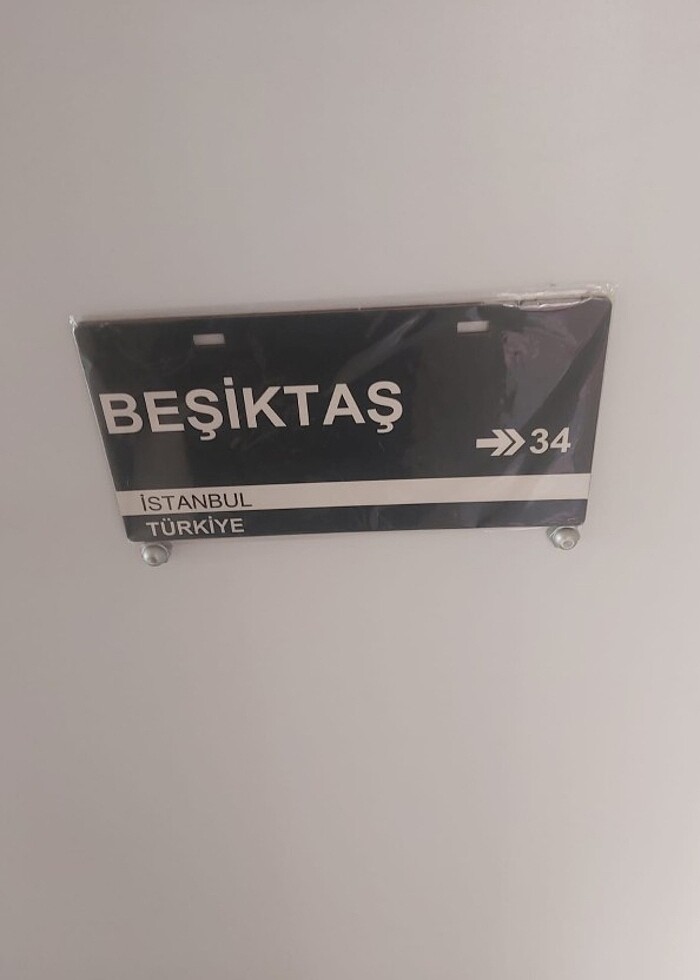 BEŞİKTAŞ
34
İSTANBUL
TÜRKİYE